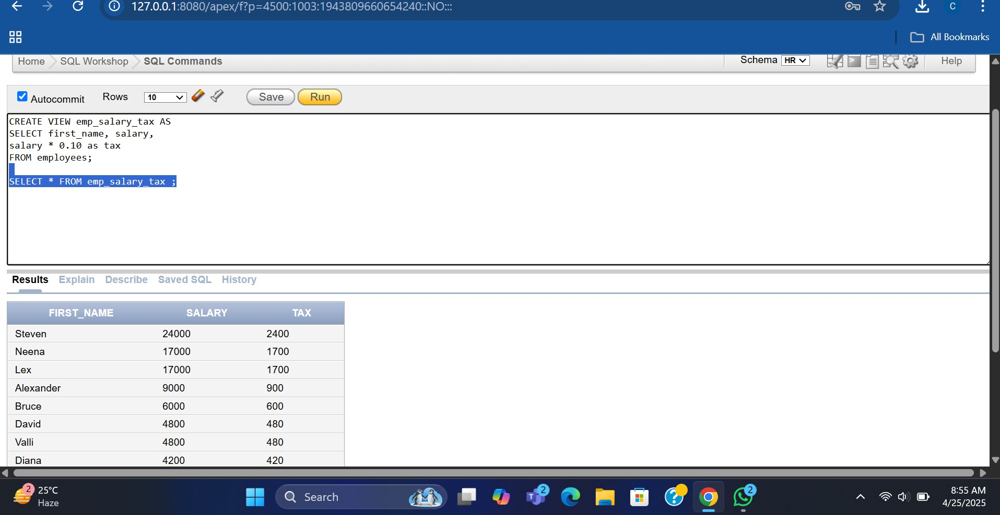 127.0.0.1:8080/apex/f?p=4500:1003:1943809660654240::NO:::
C
All Bookmarks
Home SQL Workshop SQL Commands
Schema HR Help
Autocommit Rows 10 Save Run
CREATE VIEW emp_salary_tax AS
SELECT first_name, salary,
salary * 0.10 as tax
FROM employees;
SELECT * FROM emp_salary_tax ;
Results Explain Describe Saved SQL History
FIRST_NAME SALARY TAX
Steven 24000 2400
Neena 17000 1700
Lex 17000 1700
Alexander 9000 900
Bruce 6000 600
David 4800 480
Valli 4800 480
Diana 4200 420
2 25°C
Haze
Search
2
2
8:55 AM
4/25/2025